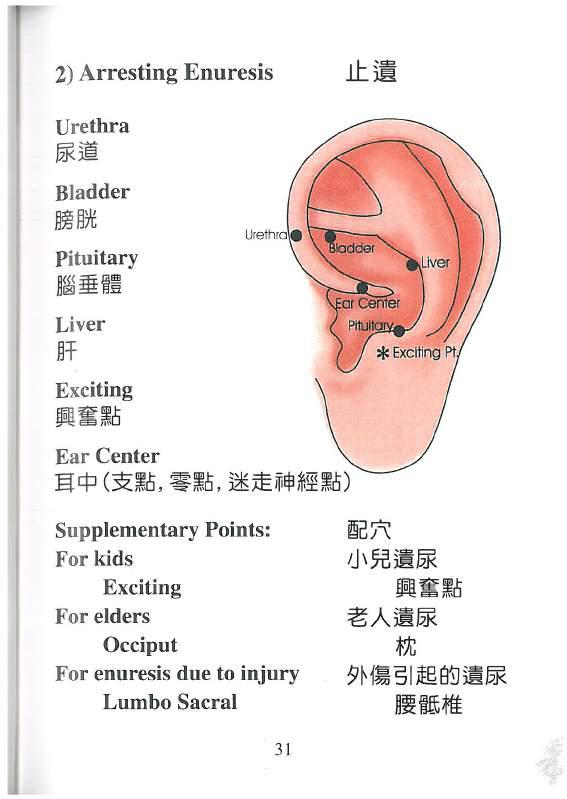 2) Arresting Enuresis 止遺
Urethra
尿道
Bladder
膀胱
Pituitary
腦垂體
Liver
肝
Exciting
興奮點
Ear Center
耳中(支點, 零點, 迷走神經點)
Urethra
Bladder
Liver
Ear Center
Pituitary
* Exciting Pt.
Supplementary Points: 配穴
For kids 小兒遺尿
Exciting 興奮點
For elders 老人遺尿
Occiput 枕
For enuresis due to injury 外傷引起的遺尿
Lumbo Sacral 腰骶椎
31